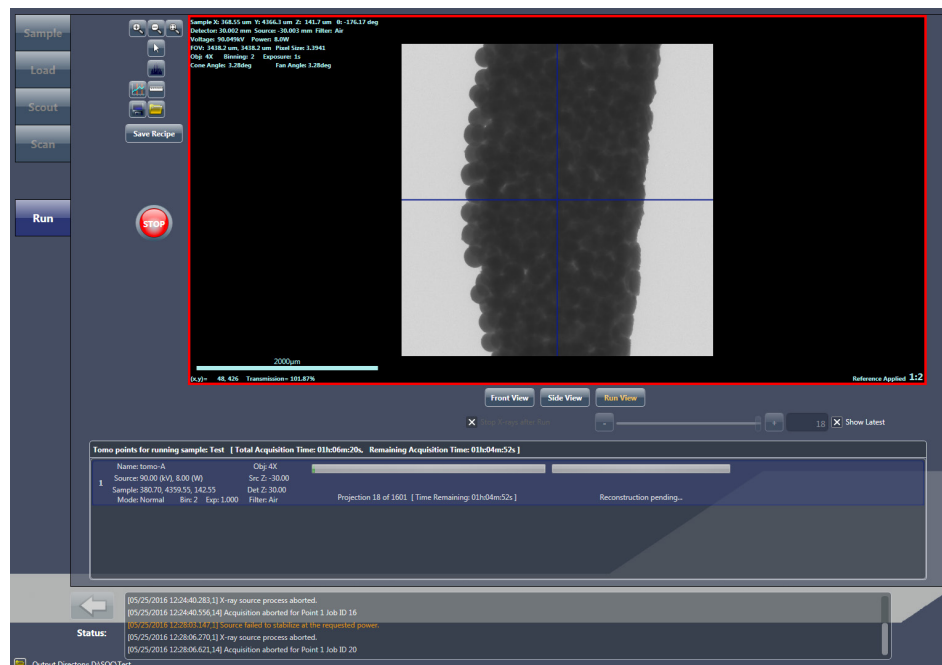 Sample
Load
Scout
Scan
Run
Save Recipe
STOP
Sample X: 368.55 um Y: 4366.3 um Z: 141.7 um θ: -176.17 deg
Detector: 30.002 mm Source: -30.003 mm Filter: Air
Voltage: 90.049kV Power: 8.0W
FOV: 3438.2 um, 3438.2 um Pixel Size: 3.3941
Obj: 4X Binning: 2 Exposure: 1s
Cone Angle: 3.28deg Fan Angle: 3.28deg
2000µm
(x,y)= 48, 426 Transmission= 101.87%
Reference Applied 1:2
Front View Side View Run View
Stop X-rays after Run - + 18 Show Latest
Tomo points for running sample: Test [ Total Acquisition Time: 01h:06m:20s, Remaining Acquisition Time: 01h:04m:52s ]
1
Name: tomo-A Obj: 4X
Source: 90.00 (kV), 8.00 (W) Src Z: -30.00
Sample: 380.70, 4359.55, 142.55 Det Z: 30.00
Mode: Normal Bin: 2 Exp: 1.000 Filter: Air
Projection 18 of 1601 [ Time Remaining: 01h:04m:52s ]
Reconstruction pending...
Status:
[05/25/2016 12:24:40.283,1] X-ray source process aborted.
[05/25/2016 12:24:40.556,14] Acquisition aborted for Point 1 Job ID 16
[05/25/2016 12:28:03.147,1] Source failed to stabilize at the requested power.
[05/25/2016 12:28:06.270,1] X-ray source process aborted.
[05/25/2016 12:28:06.621,14] Acquisition aborted for Point 1 Job ID 20